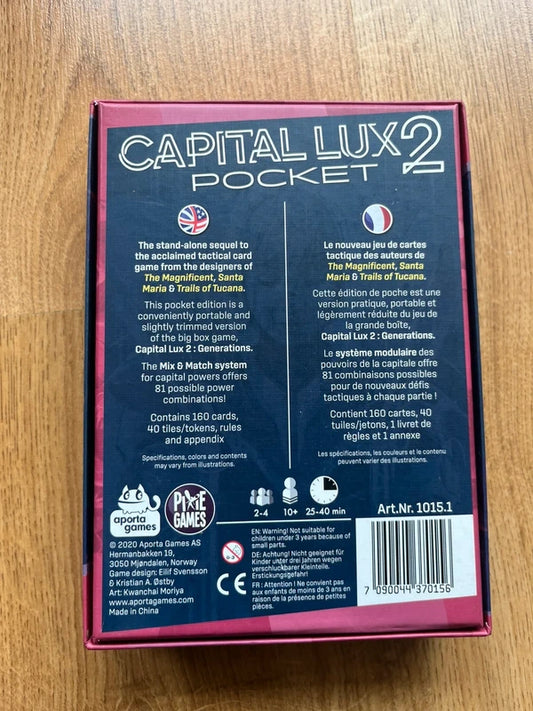 CAPITAL LUX 2
POCKET
The stand-alone sequel to
the acclaimed tactical card
game from the designers of
The Magnificent, Santa
Maria & Trails of Tucana.
This pocket edition is a
conveniently portable and
slightly trimmed version
of the big box game,
Capital Lux 2 : Generations.
The Mix & Match system
for capital powers offers
81 possible power
combinations!
Contains 160 cards,
40 tiles/tokens, rules
and appendix
Specifications, colors and contents
may vary from illustrations.
Le nouveau jeu de cartes
tactique des auteurs de
The Magnificent, Santa
Maria & Trails of Tucana.
Cette édition de poche est une
version pratique, portable et
légèrement réduite du jeu de
la grande boîte,
Capital Lux 2 : Generations.
Le système modulaire des
pouvoirs de la capitale offre
81 combinaisons possibles
pour de nouveaux défis
tactiques à chaque partie !
Contient 160 cartes, 40
tuiles/jetons, 1 livret de
règles et 1 annexe
Les spécifications, les couleurs et le contenu
peuvent varier des illustrations.
aporta
games
PIXIE
GAMES
2-4
10+
25-40 min
Art.Nr. 1015.1
© 2020 Aporta Games AS
Hermanbakken 19,
3050 Mjøndalen, Norway
Game design: Eilif Svensson
& Kristian A. Østby
Art: Kwanchai Moriya
www.aportagames.com
Made in China
0-3
CE
EN: Warning! Not suitable for
children under 3 years because of
small parts.
DE: Achtung! Nicht geeignet für
Kinder unter drei Jahren wegen
verschluckbarer Kleinteile.
Erstickungsgefahr!
FR : Attention ! Ne convient pas
aux enfants de moins de 3 ans en
raison de la présence de petites
pièces.
7 090044 370156